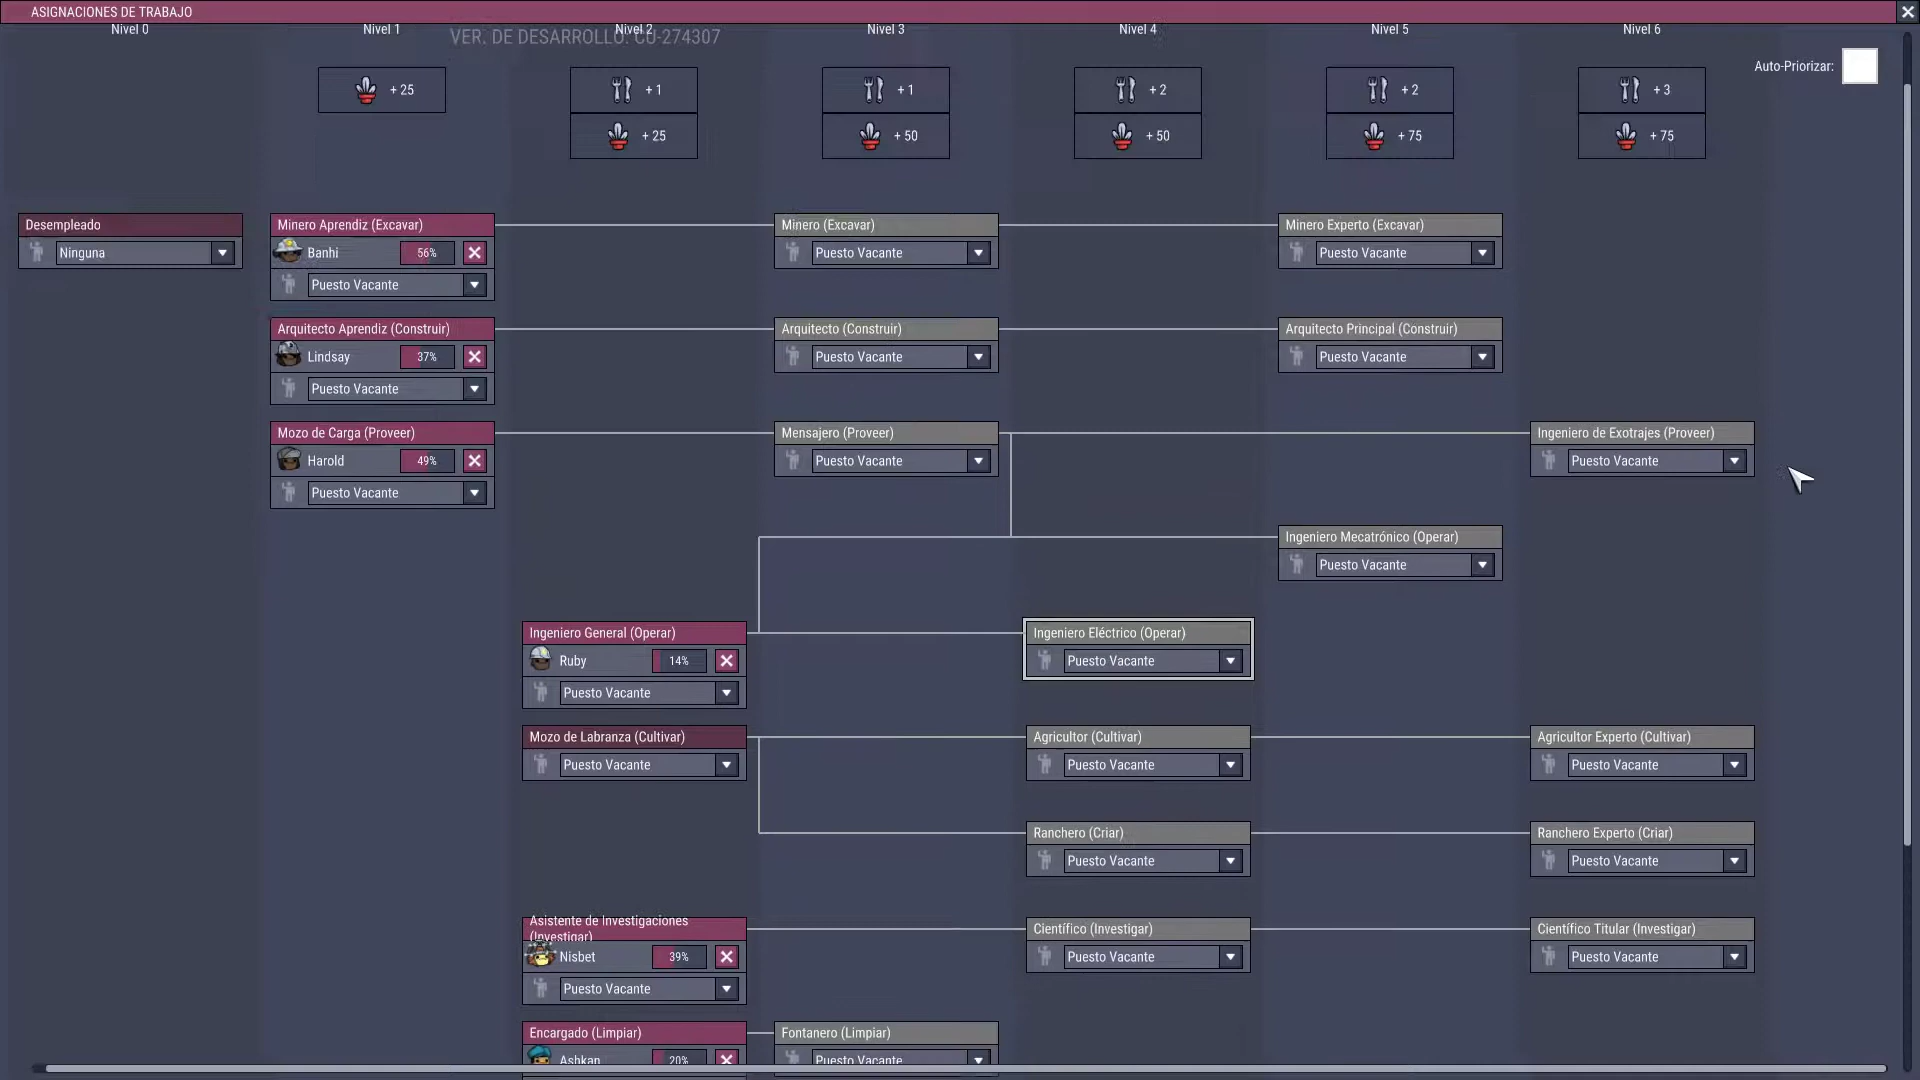 ASIGNACIONES DE TRABAJO
Nivel 0
Nivel 1
Nivel 2
Nivel 3
Nivel 4
Nivel 5
Nivel 6
VER. DE DESARROLLO: CU-274307
Auto-Priorizar:
+ 25
+ 1
+ 1
+ 2
+ 2
+ 3
+ 25
+ 50
+ 50
+ 75
+ 75
Desempleado
Ninguna
Minero Aprendiz (Excavar)
Banhi 56%
Puesto Vacante
Minero (Excavar)
Puesto Vacante
Minero Experto (Excavar)
Puesto Vacante
Arquitecto Aprendiz (Construir)
Lindsay 37%
Puesto Vacante
Arquitecto (Construir)
Puesto Vacante
Arquitecto Principal (Construir)
Puesto Vacante
Mozo de Carga (Proveer)
Harold 49%
Puesto Vacante
Mensajero (Proveer)
Puesto Vacante
Ingeniero de Exotrajes (Proveer)
Puesto Vacante
Ingeniero Mecatrónico (Operar)
Puesto Vacante
Ingeniero General (Operar)
Ruby 14%
Puesto Vacante
Ingeniero Eléctrico (Operar)
Puesto Vacante
Mozo de Labranza (Cultivar)
Puesto Vacante
Agricultor (Cultivar)
Puesto Vacante
Agricultor Experto (Cultivar)
Puesto Vacante
Ranchero (Criar)
Puesto Vacante
Ranchero Experto (Criar)
Puesto Vacante
Asistente de Investigaciones
(Investigar)
Nisbet 39%
Puesto Vacante
Científico (Investigar)
Puesto Vacante
Científico Titular (Investigar)
Puesto Vacante
Encargado (Limpiar)
Ashkan 20%
Fontanero (Limpiar)
Puesto Vacante